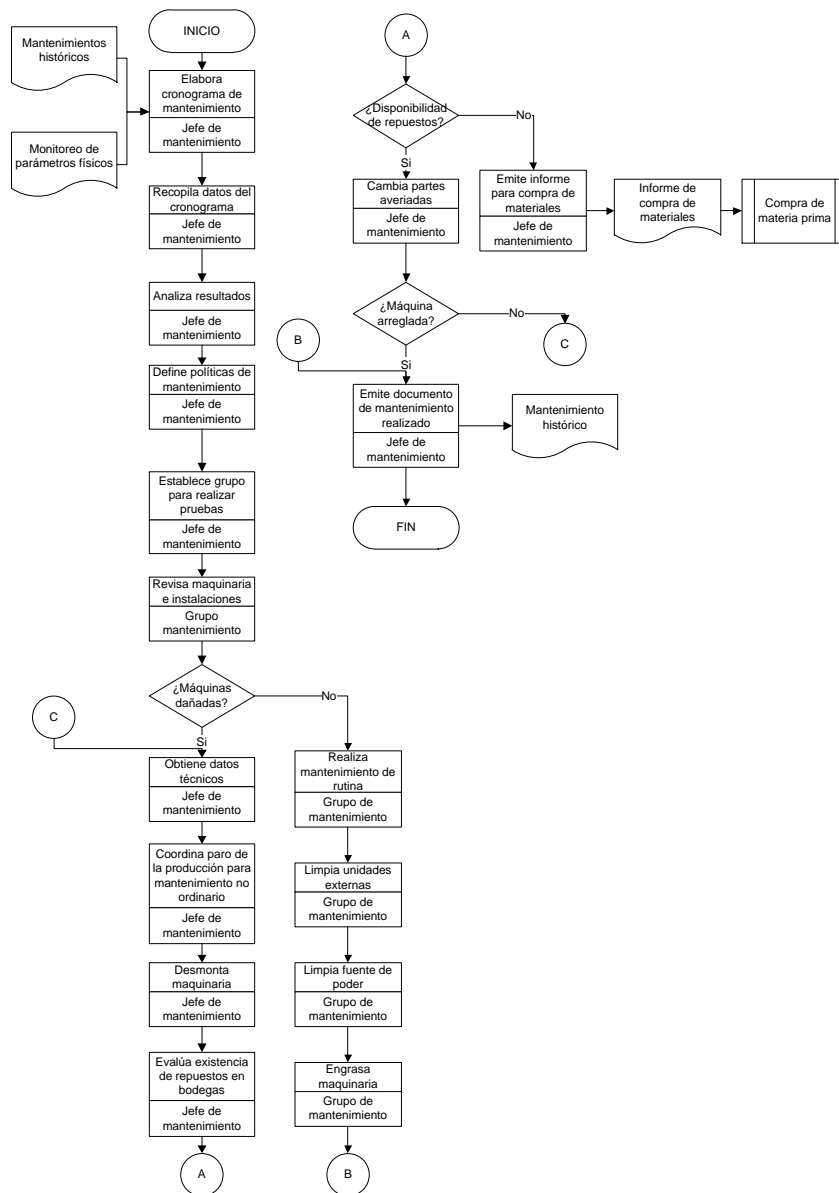 INICIO
Mantenimientos
históricos
Elabora
cronograma de
mantenimiento
Jefe de
mantenimiento
Monitoreo de
parámetros físicos
Recopila datos del
cronograma
Jefe de
mantenimiento
Analiza resultados
Jefe de
mantenimiento
Define políticas de
mantenimiento
Jefe de
mantenimiento
Establece grupo
para realizar
pruebas
Jefe de
mantenimiento
Revisa maquinaria
e instalaciones
Grupo
mantenimiento
¿Máquinas
dañadas?
No
Si
C
Obtiene datos
técnicos
Jefe de
mantenimiento
Coordina paro de
la producción para
mantenimiento no
ordinario
Jefe de
mantenimiento
Desmonta
maquinaria
Jefe de
mantenimiento
Evalúa existencia
de repuestos en
bodegas
Jefe de
mantenimiento
A
Realiza
mantenimiento de
rutina
Grupo de
mantenimiento
Limpia unidades
externas
Grupo de
mantenimiento
Limpia fuente de
poder
Grupo de
mantenimiento
Engrasa
maquinaria
Grupo de
mantenimiento
B
A
¿Disponibilidad
de repuestos?
No
Si
Cambia partes
averiadas
Jefe de
mantenimiento
Emite informe
para compra de
materiales
Jefe de
mantenimiento
Informe de
compra de
materiales
Compra de
materia prima
¿Máquina
arreglada?
No
C
Si
B
Emite documento
de mantenimiento
realizado
Jefe de
mantenimiento
Mantenimiento
histórico
FIN